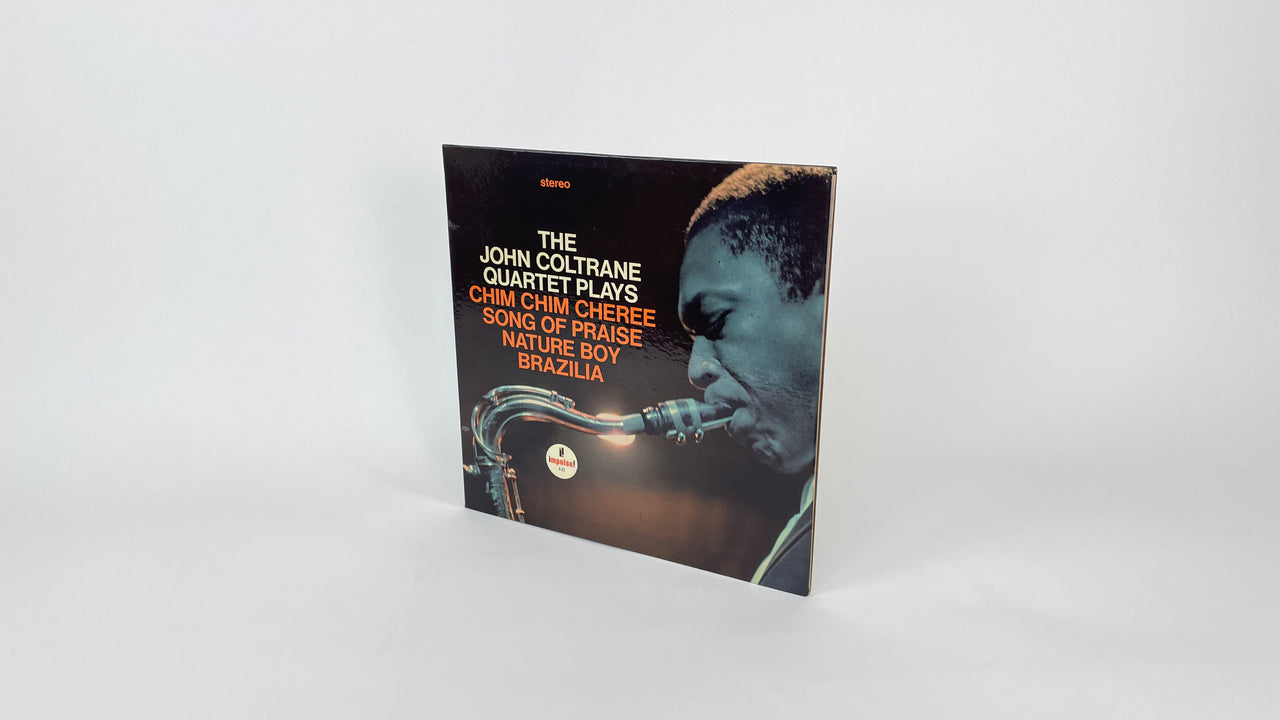 stereo
THE
JOHN COLTRANE
QUARTET PLAYS
CHIM CHIM CHEREE
SONG OF PRAISE
NATURE BOY
BRAZILIA
impulse!